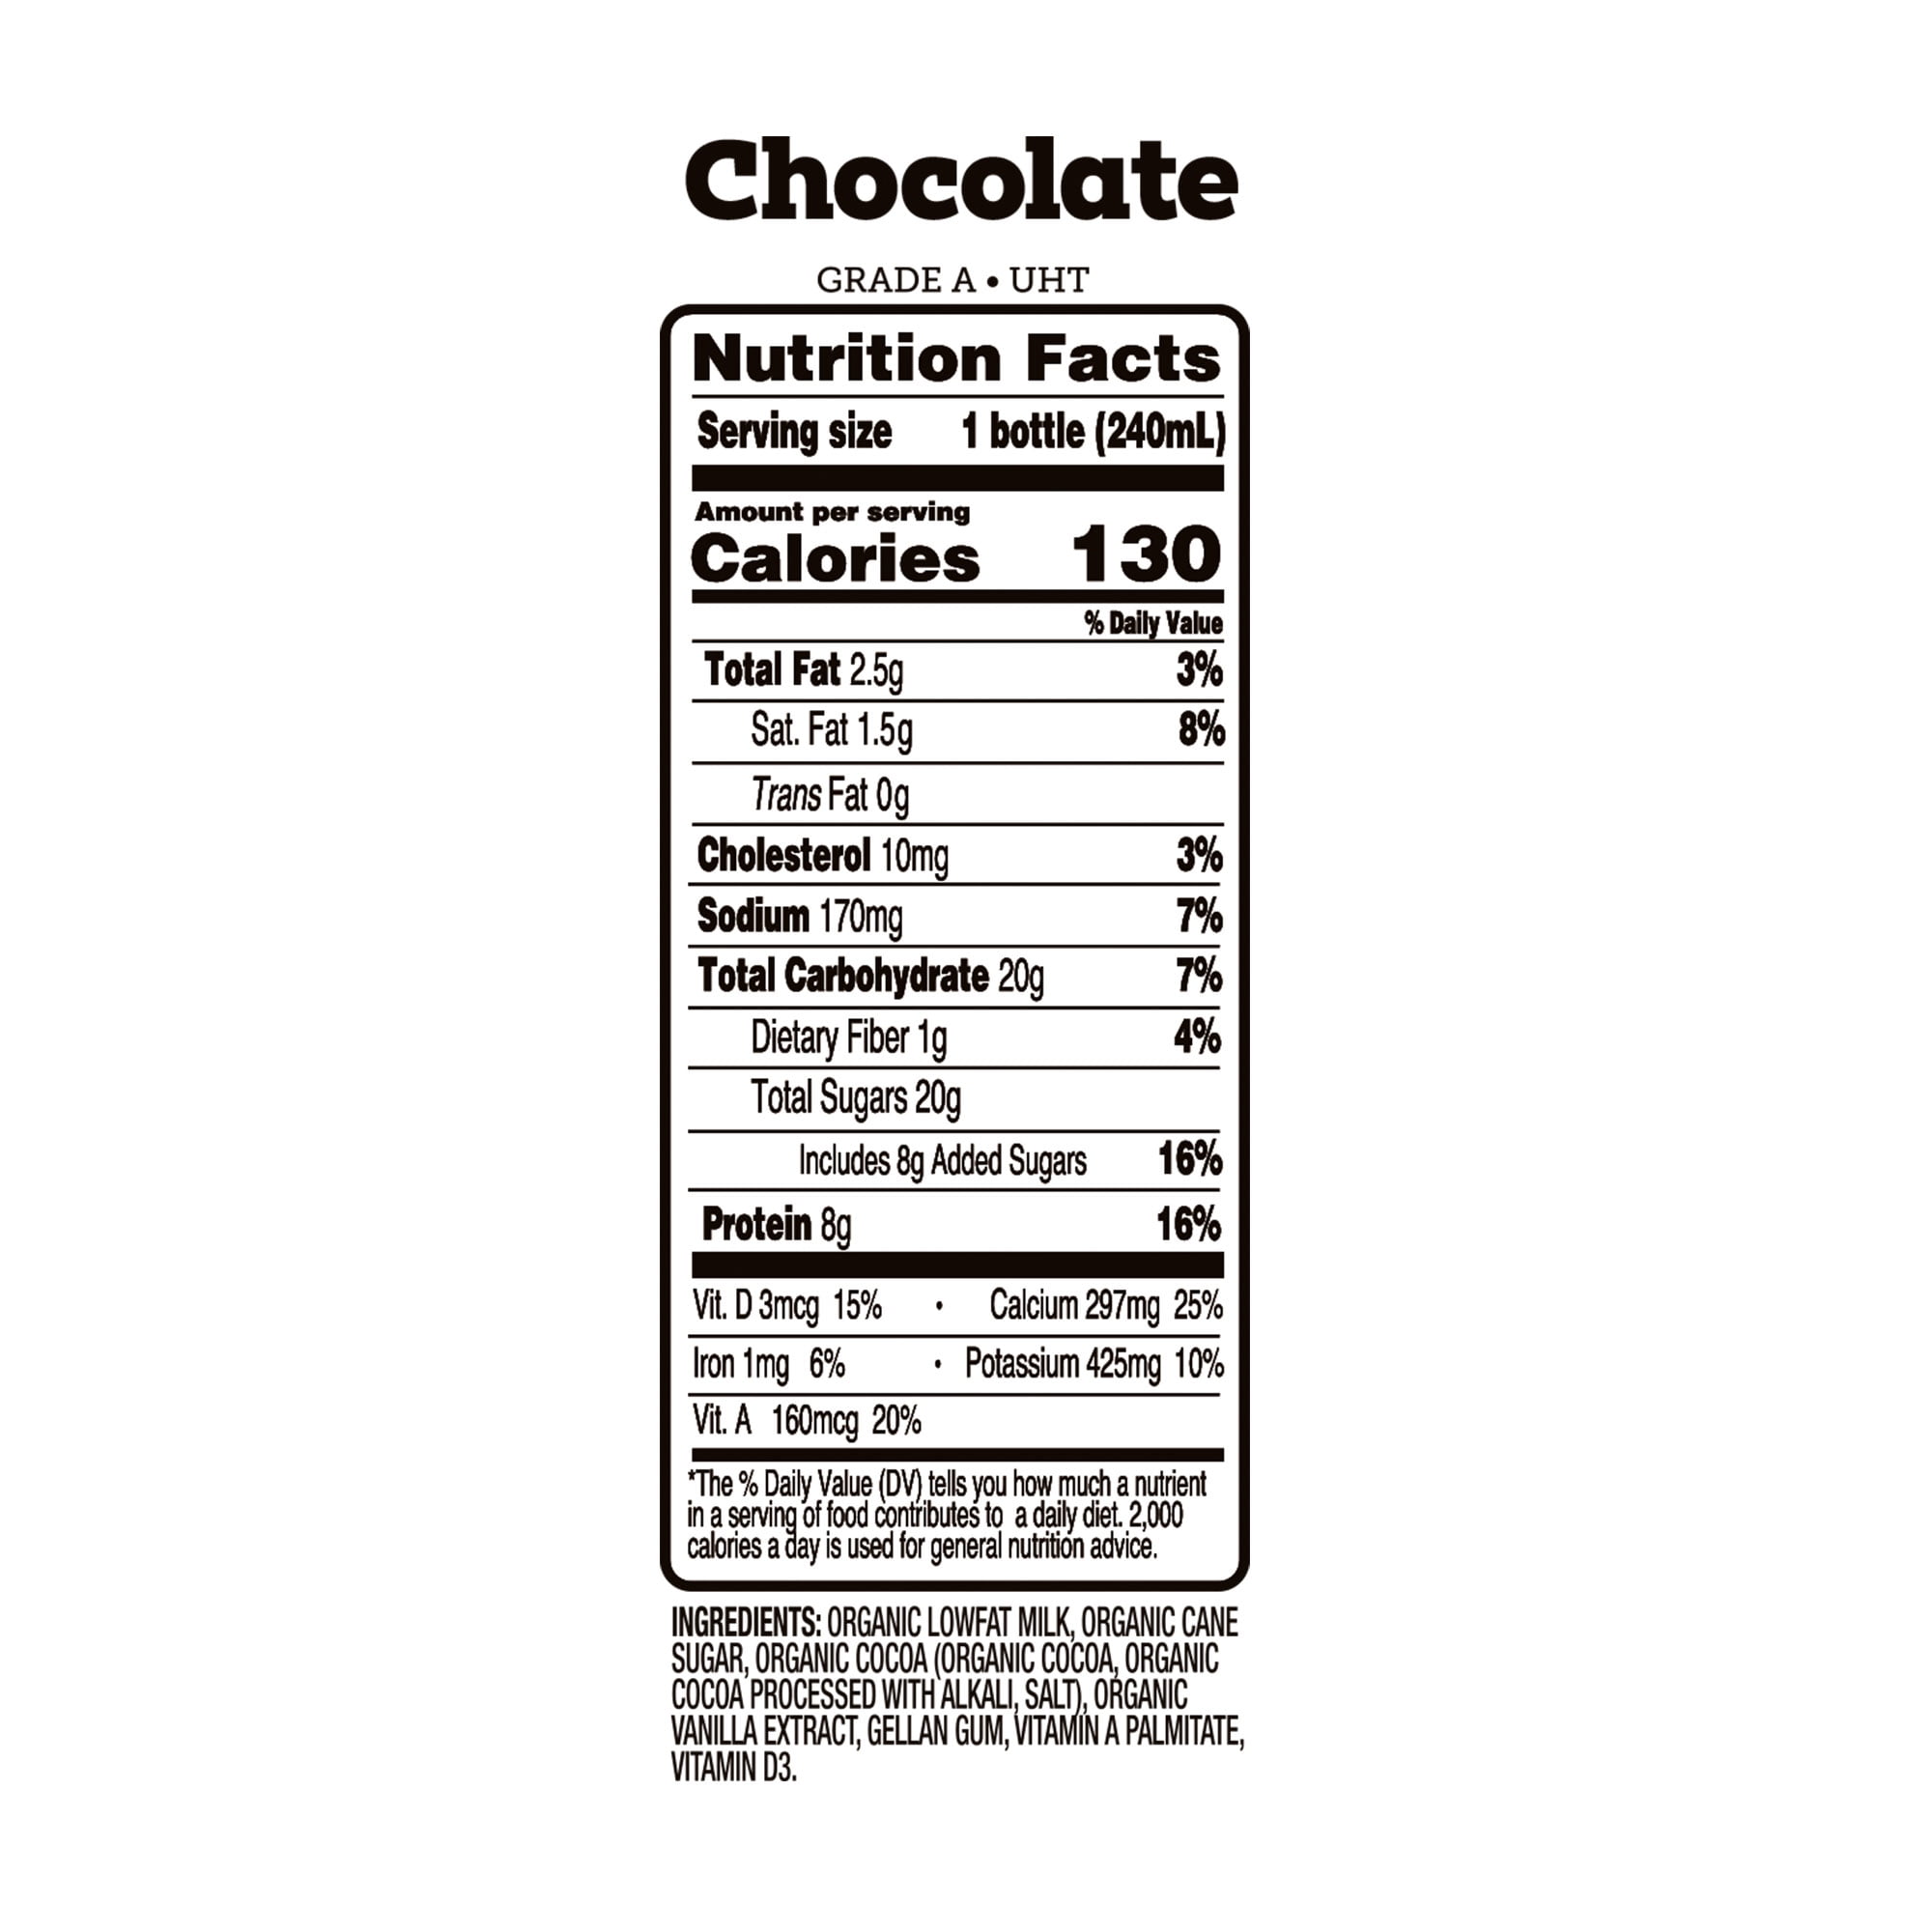 Chocolate
GRADE A • UHT
Nutrition Facts
Serving size 1 bottle (240mL)
Amount per serving
Calories 130
% Daily Value
Total Fat 2.5g 3%
Sat. Fat 1.5g 8%
Trans Fat 0g
Cholesterol 10mg 3%
Sodium 170mg 7%
Total Carbohydrate 20g 7%
Dietary Fiber 1g 4%
Total Sugars 20g
Includes 8g Added Sugars 16%
Protein 8g 16%
Vit. D 3mcg 15% • Calcium 297mg 25%
Iron 1mg 6% • Potassium 425mg 10%
Vit. A 160mcg 20%
*The % Daily Value (DV) tells you how much a nutrient
in a serving of food contributes to a daily diet. 2,000
calories a day is used for general nutrition advice.
INGREDIENTS: ORGANIC LOWFAT MILK, ORGANIC CANE
SUGAR, ORGANIC COCOA (ORGANIC COCOA, ORGANIC
COCOA PROCESSED WITH ALKALI, SALT), ORGANIC
VANILLA EXTRACT, GELLAN GUM, VITAMIN A PALMITATE,
VITAMIN D3.